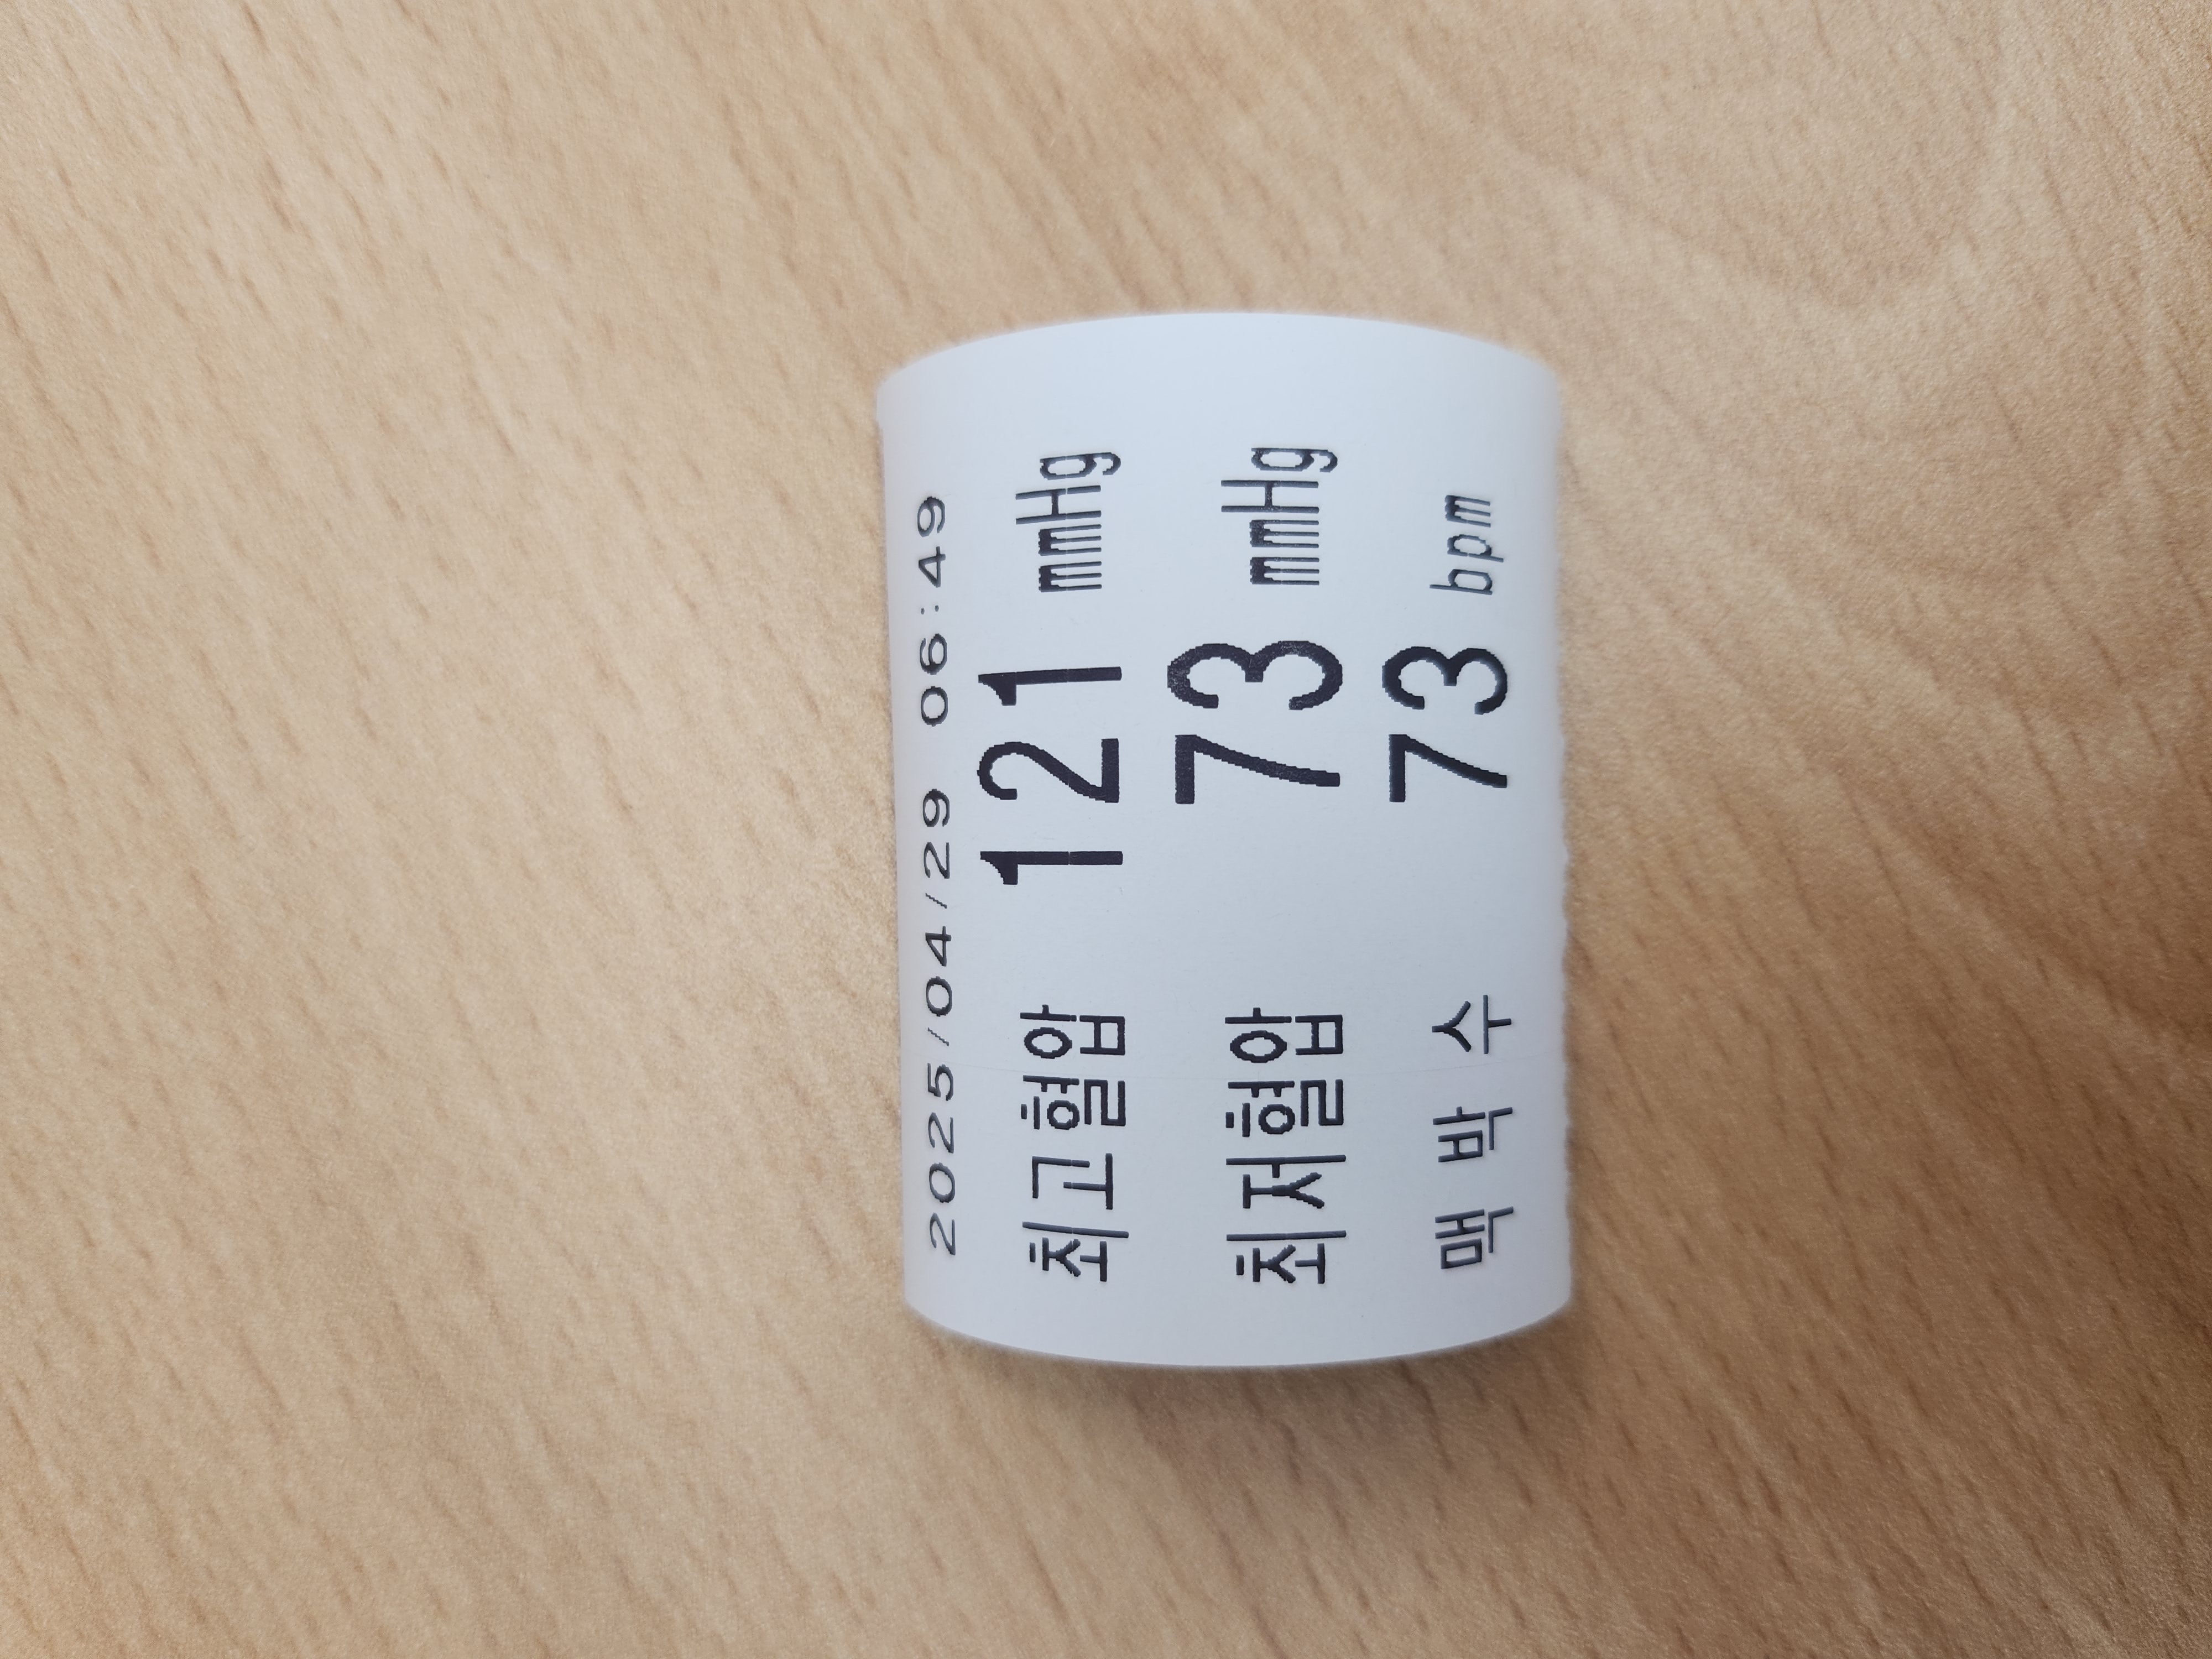 2025/04/29 06:49
최고혈압 121 mmHg
최저혈압 73 mmHg
맥 박 수 73 bpm